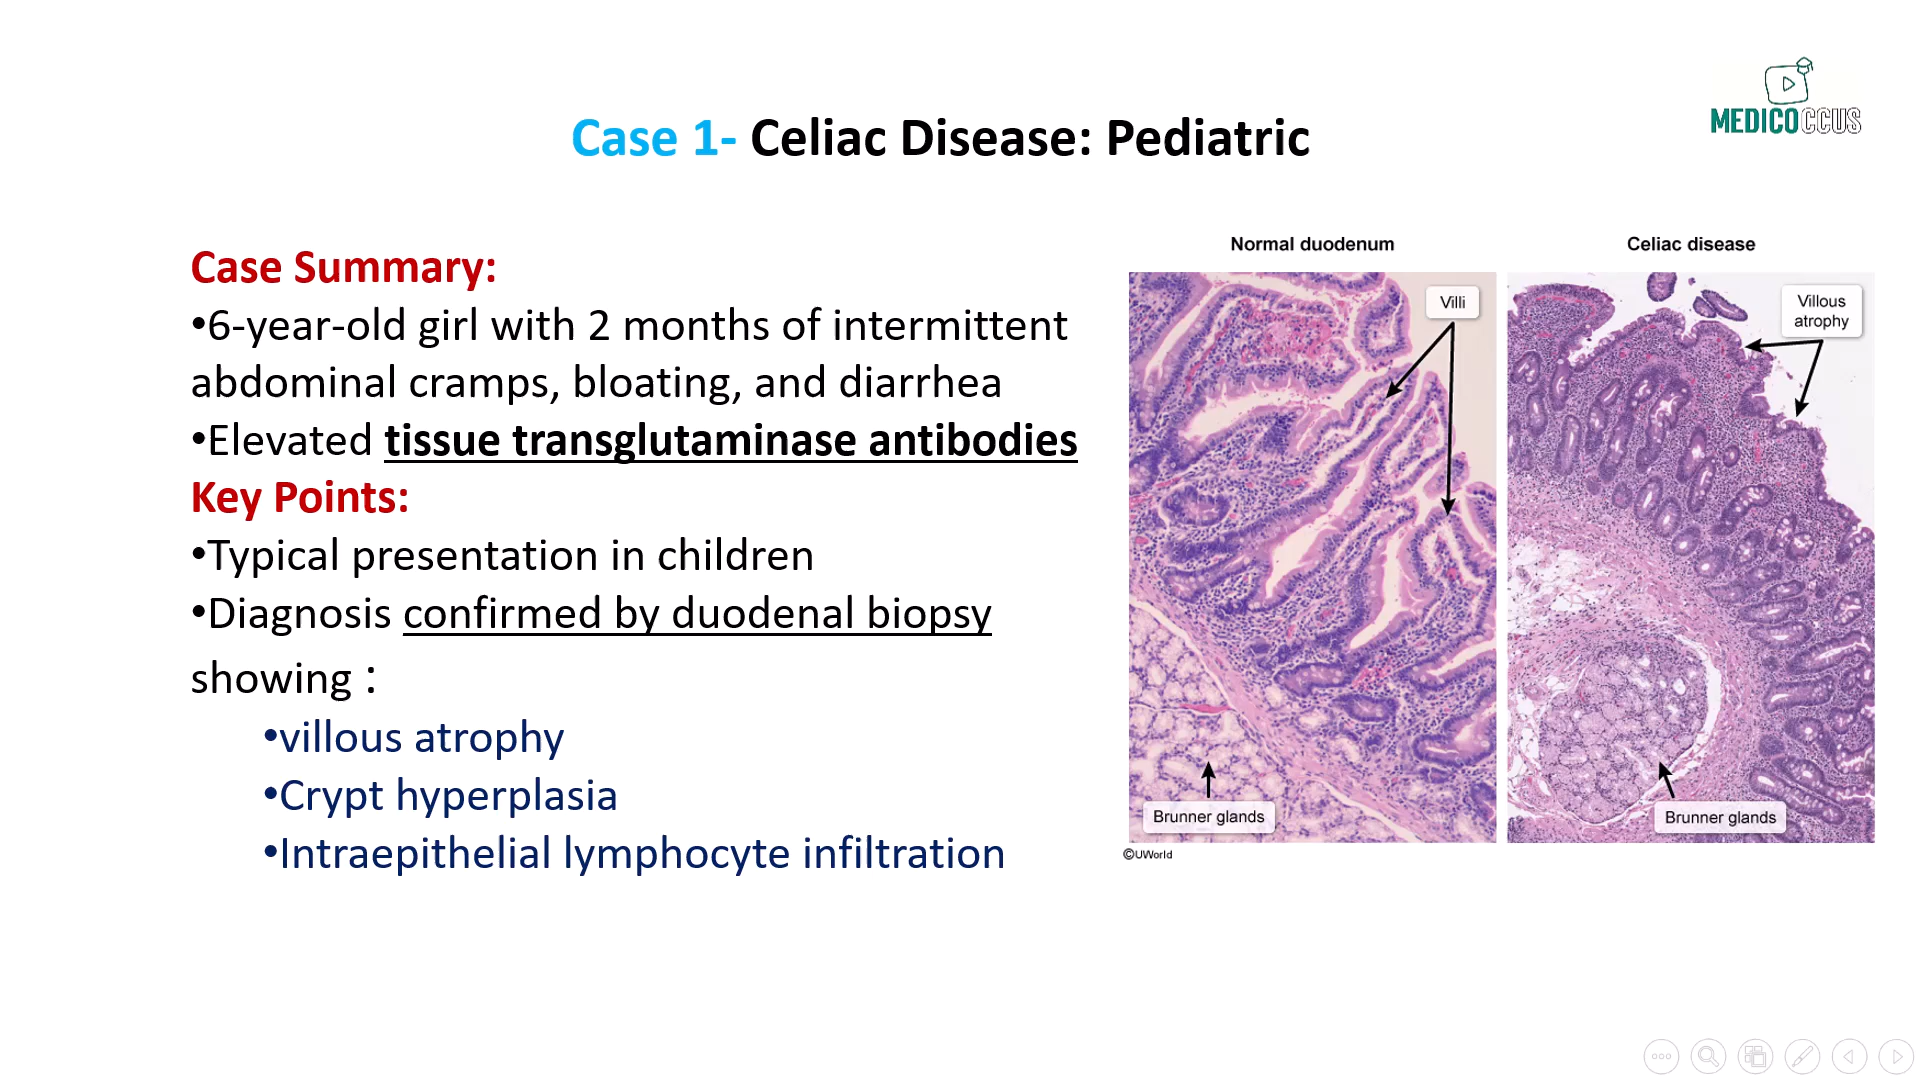 MEDICOCCUS
Case 1- Celiac Disease: Pediatric
Case Summary:
•6-year-old girl with 2 months of intermittent
abdominal cramps, bloating, and diarrhea
•Elevated tissue transglutaminase antibodies
Key Points:
•Typical presentation in children
•Diagnosis confirmed by duodenal biopsy
showing :
•villous atrophy
•Crypt hyperplasia
•Intraepithelial lymphocyte infiltration
Normal duodenum
Villi
Brunner glands
Celiac disease
Villous
atrophy
Brunner glands
©UWorld